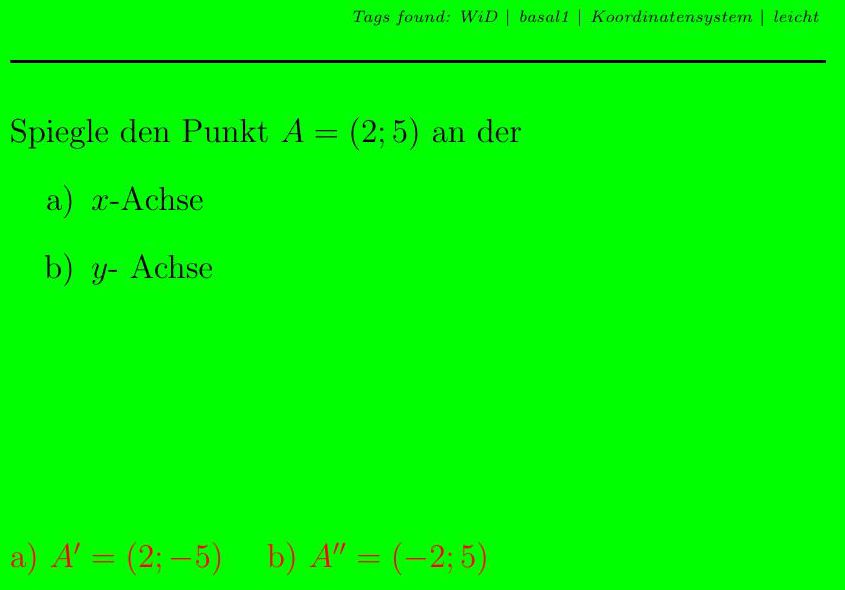 Tags found: WiD | basal1 | Koordinatensystem | leicht
Spiegle den Punkt A = (2; 5) an der
a) x-Achse
b) y- Achse
a) A′ = (2; −5) b) A′′ = (−2; 5)